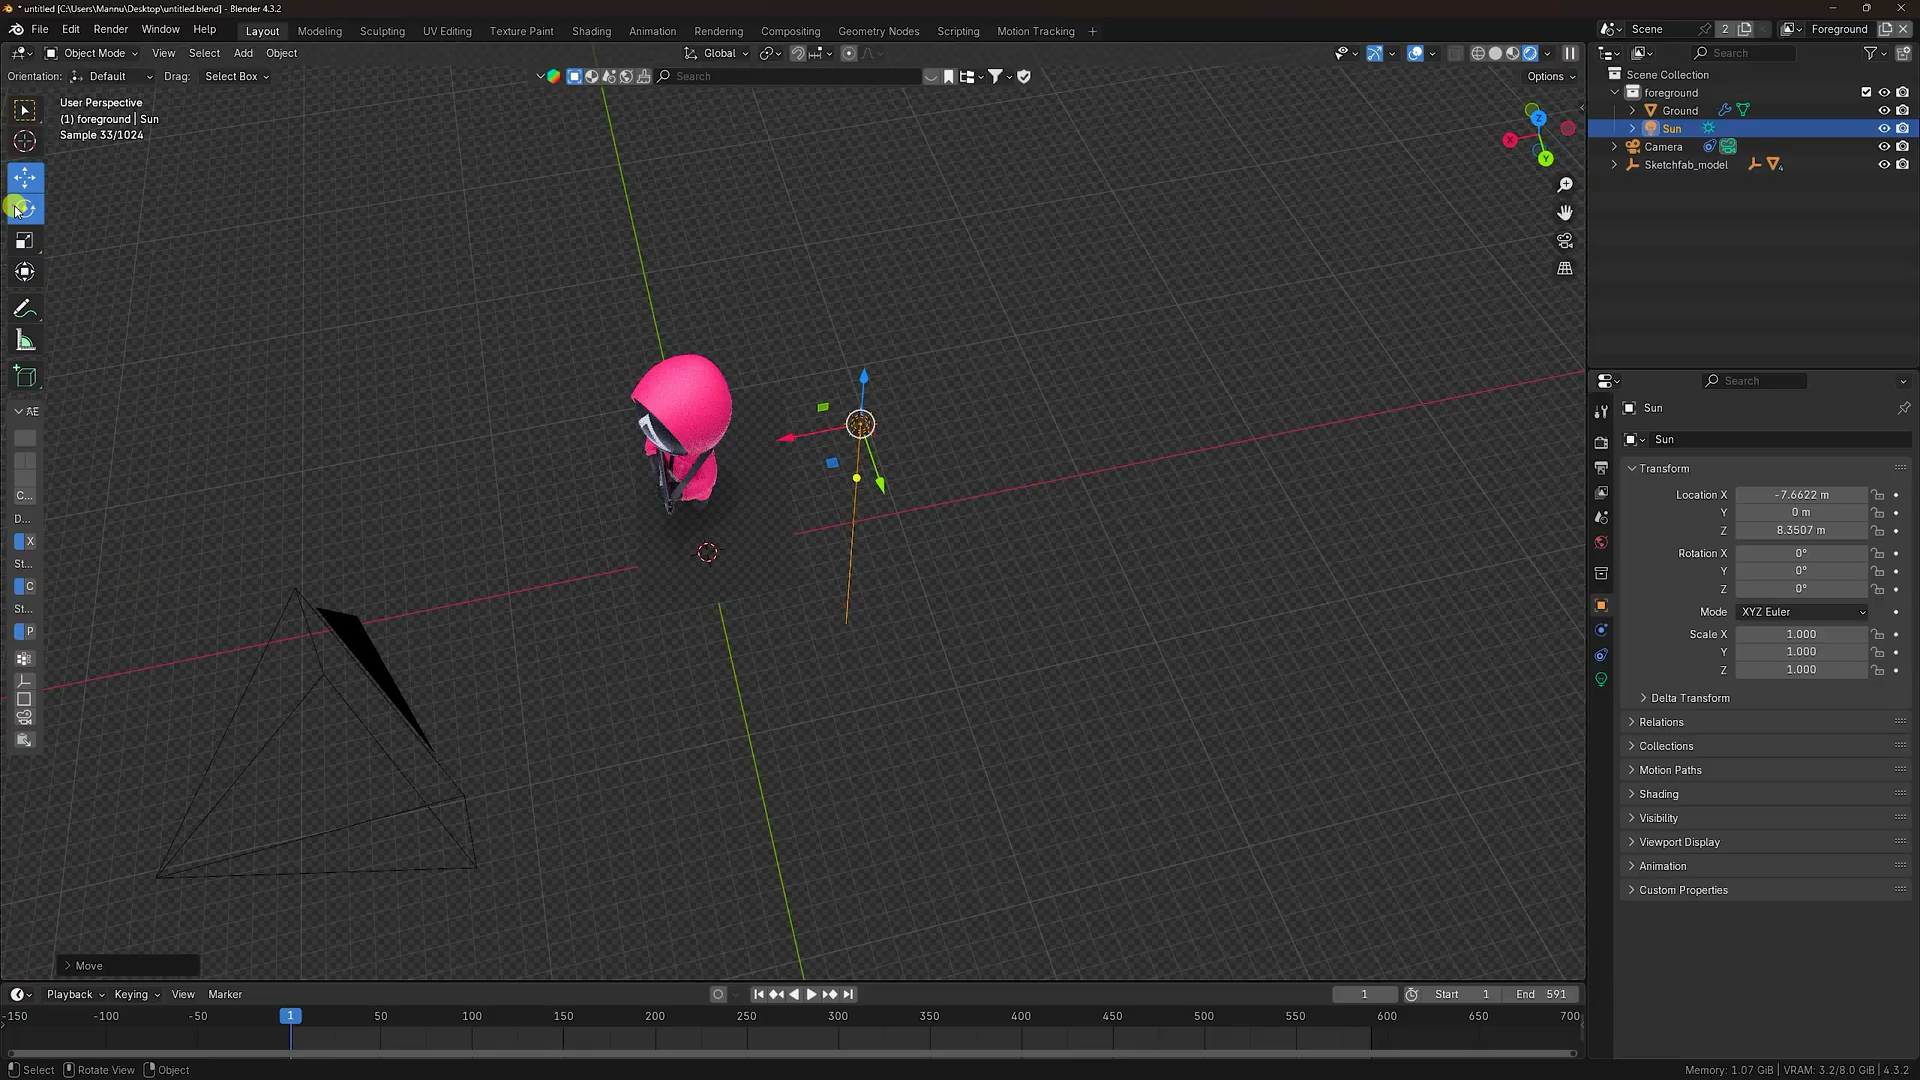 * untitled [C:\Users\Mannu\Desktop\untitled.blend] - Blender 4.3.2
File Edit Render Window Help Layout Modeling Sculpting UV Editing Texture Paint Shading Animation Rendering Compositing Geometry Nodes Scripting Motion Tracking +
Scene 2 Foreground
Object Mode View Select Add Object Global
Search
Orientation: Default Drag: Select Box Search Options
User Perspective
(1) foreground | Sun
Sample 33/1024
Scene Collection
foreground
Ground
Sun
Camera
Sketchfab_model
Z
X
Y
AE
C...
D...
X
St...
C
St...
P
Move
Search
Sun
Sun
Transform
Location X -7.6622 m
Y 0 m
Z 8.3507 m
Rotation X 0°
Y 0°
Z 0°
Mode XYZ Euler
Scale X 1.000
Y 1.000
Z 1.000
Delta Transform
Relations
Collections
Motion Paths
Shading
Visibility
Viewport Display
Animation
Custom Properties
Playback Keying View Marker 1 Start 1 End 591
-150 -100 -50 1 50 100 150 200 250 300 350 400 450 500 550 600 650 700
Select Rotate View Object Memory: 1.07 GiB | VRAM: 3.2/8.0 GiB | 4.3.2